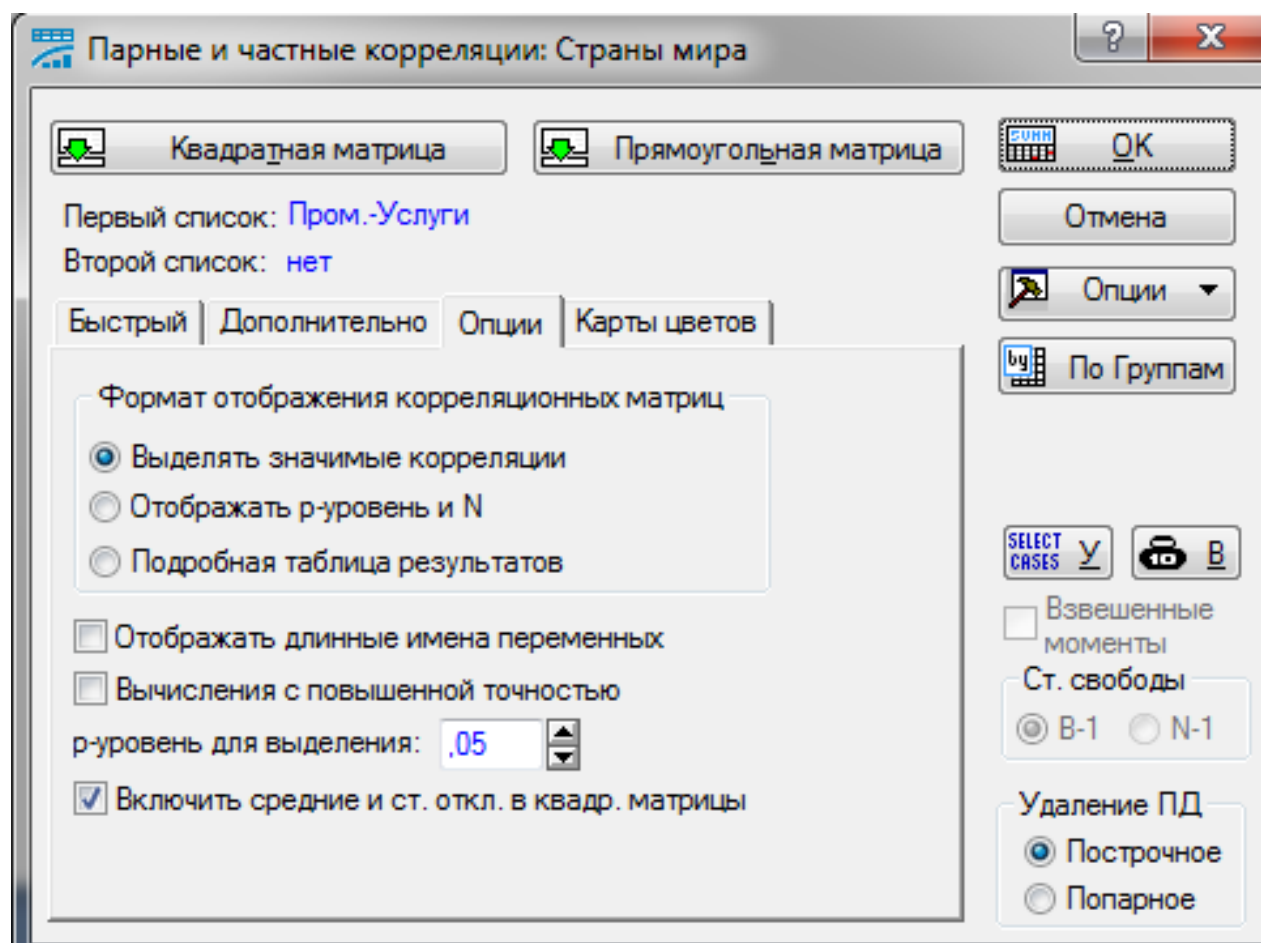 Парные и частные корреляции: Страны мира
?
x
Квадратная матрица
Прямоугольная матрица
SUMM
OK
Первый список: Пром.-Услуги
Отмена
Второй список: нет
Опции
Быстрый
Дополнительно
Опции
Карты цветов
by
По Группам
Формат отображения корреляционных матриц
Выделять значимые корреляции
Отображать р-уровень и N
Подробная таблица результатов
SELECT
CASES
У
10
В
Взвешенные
моменты
Отображать длинные имена переменных
Вычисления с повышенной точностью
Ст. свободы
В-1
N-1
р-уровень для выделения: ,05
Включить средние и ст. откл. в квадр. матрицы
Удаление ПД
Построчное
Попарное